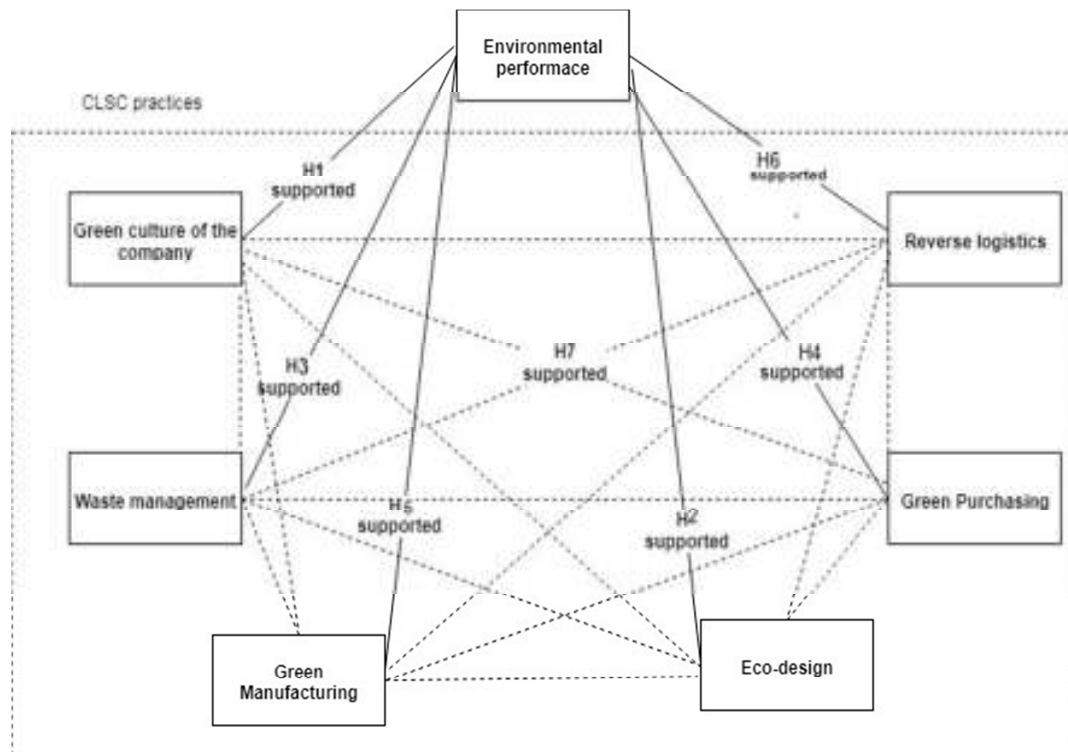 Environmental
performace
CLSC practices
H1
supported
H6
supported
Green culture of the
company
Reverse logistics
H3
supported
H7
supported
H4
supported
Waste management
H5
supported
H2
supported
Green Purchasing
Green
Manufacturing
Eco-design